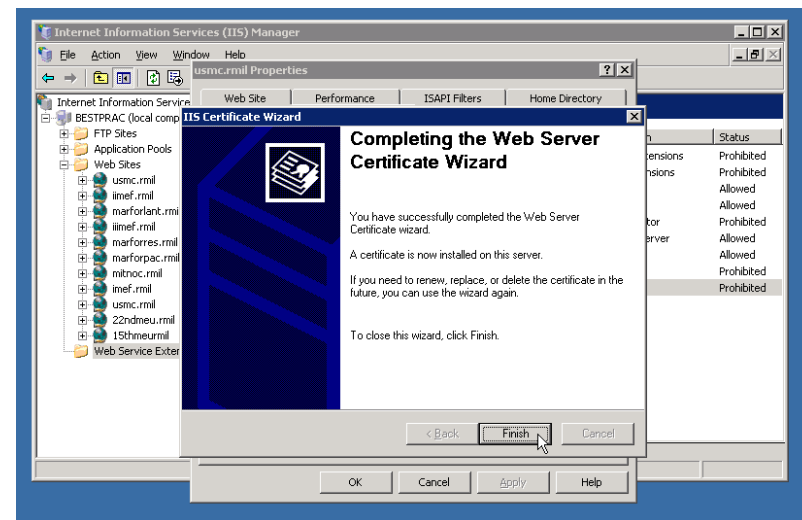 Internet Information Services (IIS) Manager
File Action View Window Help
usmc.rmil Properties
Web Site Performance ISAPI Filters Home Directory
Internet Information Service
BESTPRAC (local comp
FTP Sites
Application Pools
Web Sites
usmc.rmil
iimef.rmil
marforlant.rmi
iiimef.rmil
marforres.rmil
marforpac.rmil
mitnoc.rmil
imef.rmil
usmc.rmil
22ndmeu.rmil
15thmeurmil
Web Service Exter
IIS Certificate Wizard
Completing the Web Server
Certificate Wizard
You have successfully completed the Web Server
Certificate wizard.
A certificate is now installed on this server.
If you need to renew, replace, or delete the certificate in the
future, you can use the wizard again.
To close this wizard, click Finish.
< Back Finish Cancel
OK Cancel Apply Help
n Status
tensions Prohibited
nsions Prohibited
Allowed
Allowed
tor Prohibited
erver Allowed
Allowed
Prohibited
Prohibited